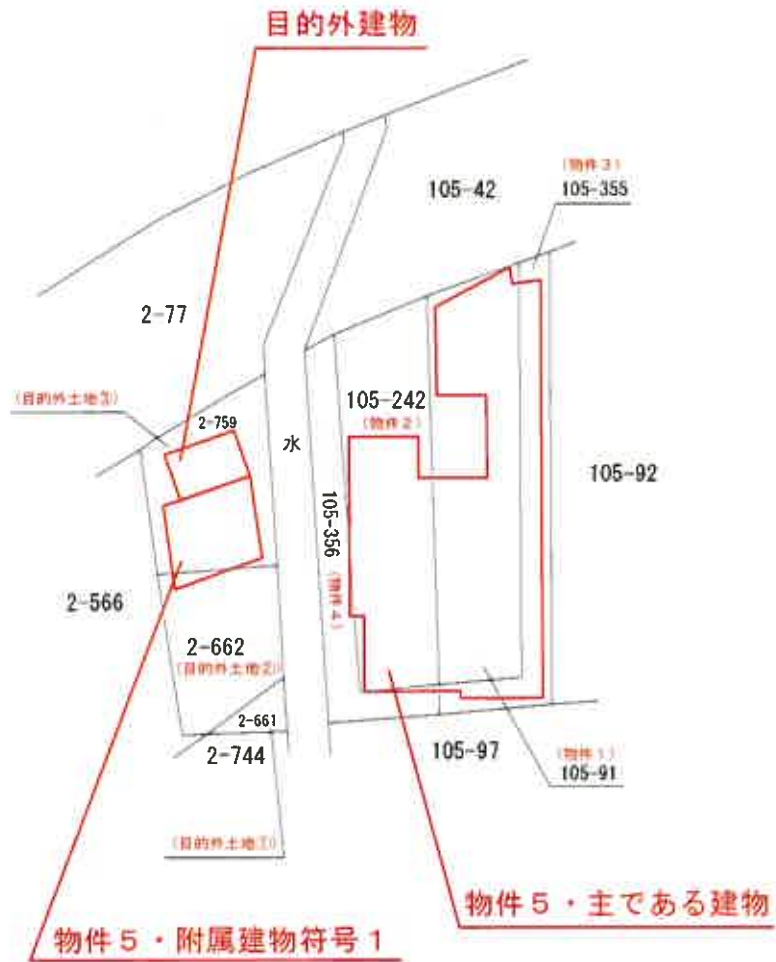 目的外建物
(物件3)
105-42
105-355
2-77
(目的外土地③)
2-759
105-242
(物件2)
水
105-92
105-356
(物件4)
2-566
2-662
(目的外土地②)
2-661
2-744
105-97
(物件1)
105-91
(目的外土地①)
物件5・主である建物
物件5・附属建物符号1